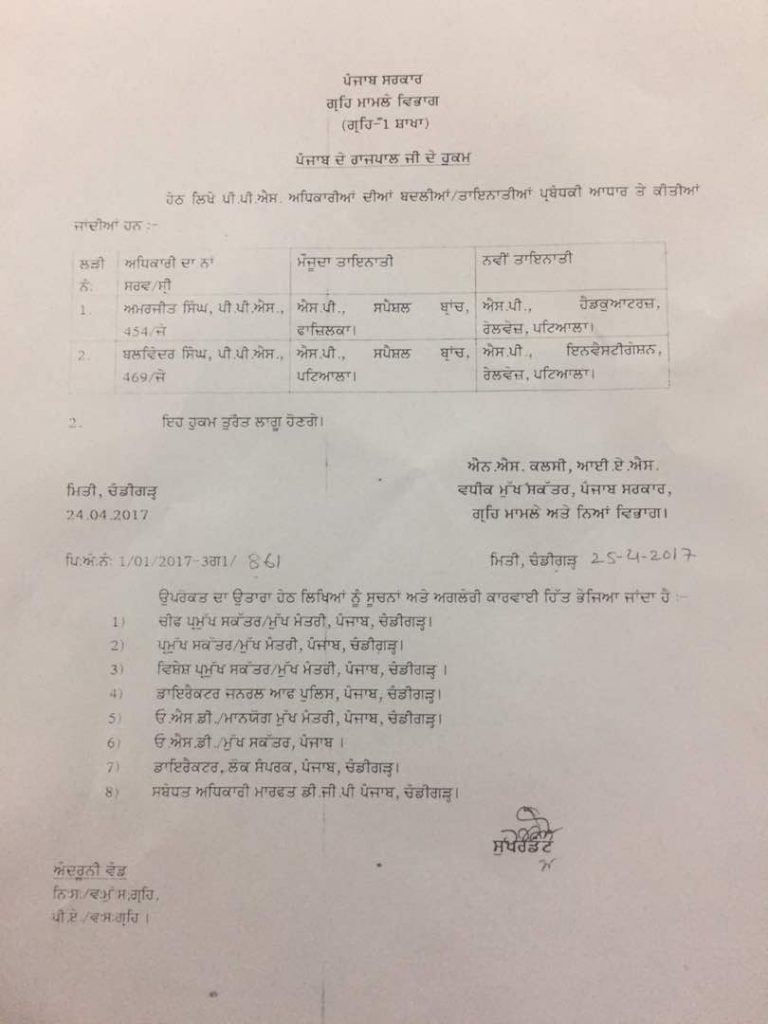 ਪੰਜਾਬ ਸਰਕਾਰ
ਗ੍ਰਹਿ ਮਾਮਲੇ ਵਿਭਾਗ
(ਗ੍ਰਹਿ-1 ਸ਼ਾਖਾ)
ਪੰਜਾਬ ਦੇ ਰਾਜਪਾਲ ਜੀ ਦੇ ਹੁਕਮ
ਹੇਠ ਲਿਖੇ ਪੀ.ਪੀ.ਐਸ. ਅਧਿਕਾਰੀਆਂ ਦੀਆਂ ਬਦਲੀਆਂ/ਤਾਇਨਾਤੀਆਂ ਪ੍ਰਬੰਧਕੀ ਆਧਾਰ ਤੇ ਕੀਤੀਆਂ
ਜਾਂਦੀਆਂ ਹਨ :-
ਲੜੀ ਅਧਿਕਾਰੀ ਦਾ ਨਾਂ ਮੌਜੂਦਾ ਤਾਇਨਾਤੀ ਨਵੀਂ ਤਾਇਨਾਤੀ
ਨੰ: ਸਰਵ/ਸ਼੍ਰੀ
1. ਅਮਰਜੀਤ ਸਿੰਘ, ਪੀ.ਪੀ.ਐਸ., ਐਸ.ਪੀ., ਸਪੈਸ਼ਲ ਬ੍ਰਾਂਚ, ਐਸ.ਪੀ., ਹੈਡਕੁਆਟਰਜ਼,
454/ਜੇ ਫਾਜ਼ਿਲਕਾ। ਰੇਲਵੇਜ਼, ਪਟਿਆਲਾ।
2. ਬਲਵਿੰਦਰ ਸਿੰਘ, ਪੀ.ਪੀ.ਐਸ., ਐਸ.ਪੀ., ਸਪੈਸ਼ਲ ਬ੍ਰਾਂਚ, ਐਸ.ਪੀ., ਇਨਵੈਸਟੀਗੇਸ਼ਨ,
469/ਜੇ ਪਟਿਆਲਾ। ਰੇਲਵੇਜ਼, ਪਟਿਆਲਾ।
2. ਇਹ ਹੁਕਮ ਤੁਰੰਤ ਲਾਗੂ ਹੋਣਗੇ।
ਐਨ.ਐਸ. ਕਲਸੀ, ਆਈ.ਏ.ਐਸ.
ਮਿਤੀ, ਚੰਡੀਗੜ੍ਹ ਵਧੀਕ ਮੁੱਖ ਸਕੱਤਰ, ਪੰਜਾਬ ਸਰਕਾਰ,
24.04.2017 ਗ੍ਰਹਿ ਮਾਮਲੇ ਅਤੇ ਨਿਆਂ ਵਿਭਾਗ।
ਪਿ:ਅੰ.ਨੰ: 1/01/2017-3ਗ1/ 861 ਮਿਤੀ, ਚੰਡੀਗੜ੍ਹ 25-4-2017
ਉਪਰੋਕਤ ਦਾ ਉਤਾਰਾ ਹੇਠ ਲਿਖਿਆਂ ਨੂੰ ਸੂਚਨਾਂ ਅਤੇ ਅਗਲੇਰੀ ਕਾਰਵਾਈ ਹਿੱਤ ਭੇਜਿਆ ਜਾਂਦਾ ਹੈ :-
1) ਚੀਫ ਪ੍ਰਮੁੱਖ ਸਕੱਤਰ/ਮੁੱਖ ਮੰਤਰੀ, ਪੰਜਾਬ, ਚੰਡੀਗੜ੍ਹ।
2) ਪ੍ਰਮੁੱਖ ਸਕੱਤਰ/ਮੁੱਖ ਮੰਤਰੀ, ਪੰਜਾਬ, ਚੰਡੀਗੜ੍ਹ।
3) ਵਿਸ਼ੇਸ਼ ਪ੍ਰਮੁੱਖ ਸਕੱਤਰ/ਮੁੱਖ ਮੰਤਰੀ, ਪੰਜਾਬ, ਚੰਡੀਗੜ੍ਹ ।
4) ਡਾਇਰੈਕਟਰ ਜਨਰਲ ਆਫ ਪੁਲਿਸ, ਪੰਜਾਬ, ਚੰਡੀਗੜ੍ਹ।
5) ਓ.ਐਸ.ਡੀ./ਮਾਨਯੋਗ ਮੁੱਖ ਮੰਤਰੀ, ਪੰਜਾਬ, ਚੰਡੀਗੜ੍ਹ।
6) ਓ.ਐਸ.ਡੀ./ਮੁੱਖ ਸਕੱਤਰ, ਪੰਜਾਬ ।
7) ਡਾਇਰੈਕਟਰ, ਲੋਕ ਸੰਪਰਕ, ਪੰਜਾਬ, ਚੰਡੀਗੜ੍ਹ।
8) ਸਬੰਧਤ ਅਧਿਕਾਰੀ ਮਾਰਫਤ ਡੀ.ਜੀ.ਪੀ ਪੰਜਾਬ, ਚੰਡੀਗੜ੍ਹ।
ਸੁਪਰਡੰਟ
ਅੰਦਰੂਨੀ ਵੰਡ
ਨਿ:ਸ:/ਵ:ਮੁੱ:ਸ:ਗ੍ਰਹਿ,
ਪੀ.ਏ./ਵ:ਸ:ਗ੍ਰਹਿ ।